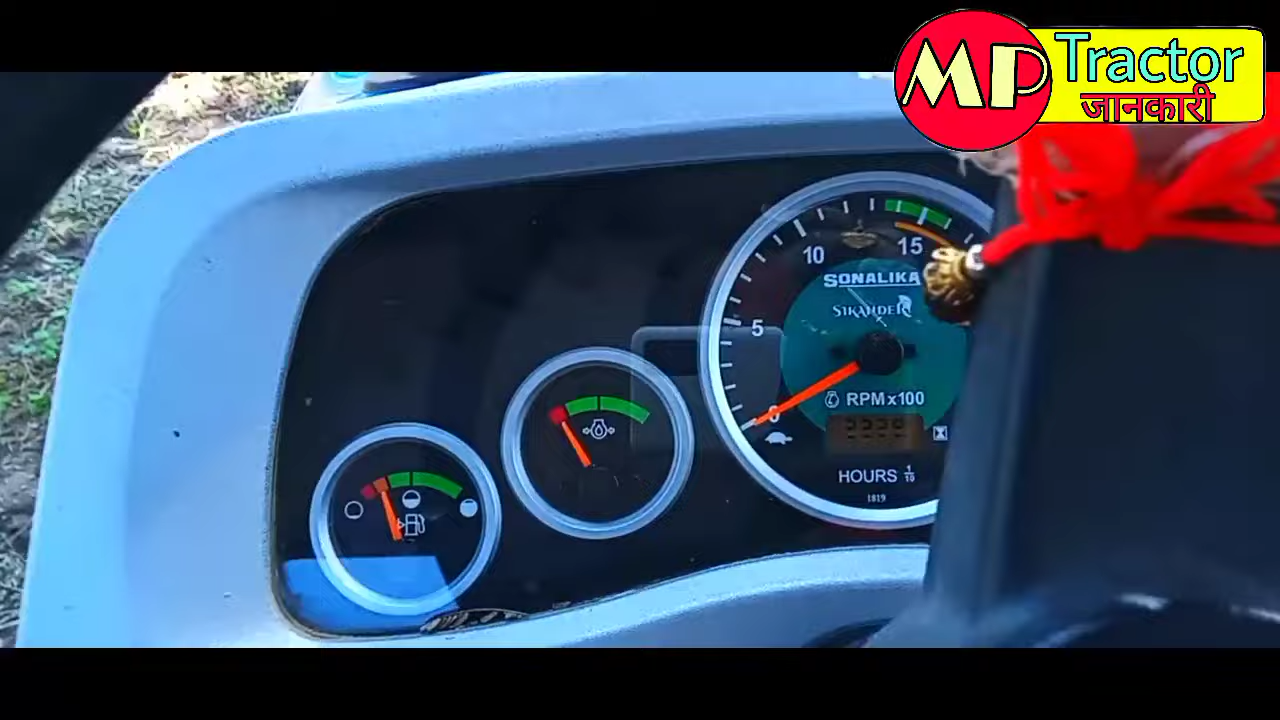 MP Tractor
जानकारी
10
15
SONALIKA
SIKANDER
5
RPMx100
0
HOURS 1/10
1819